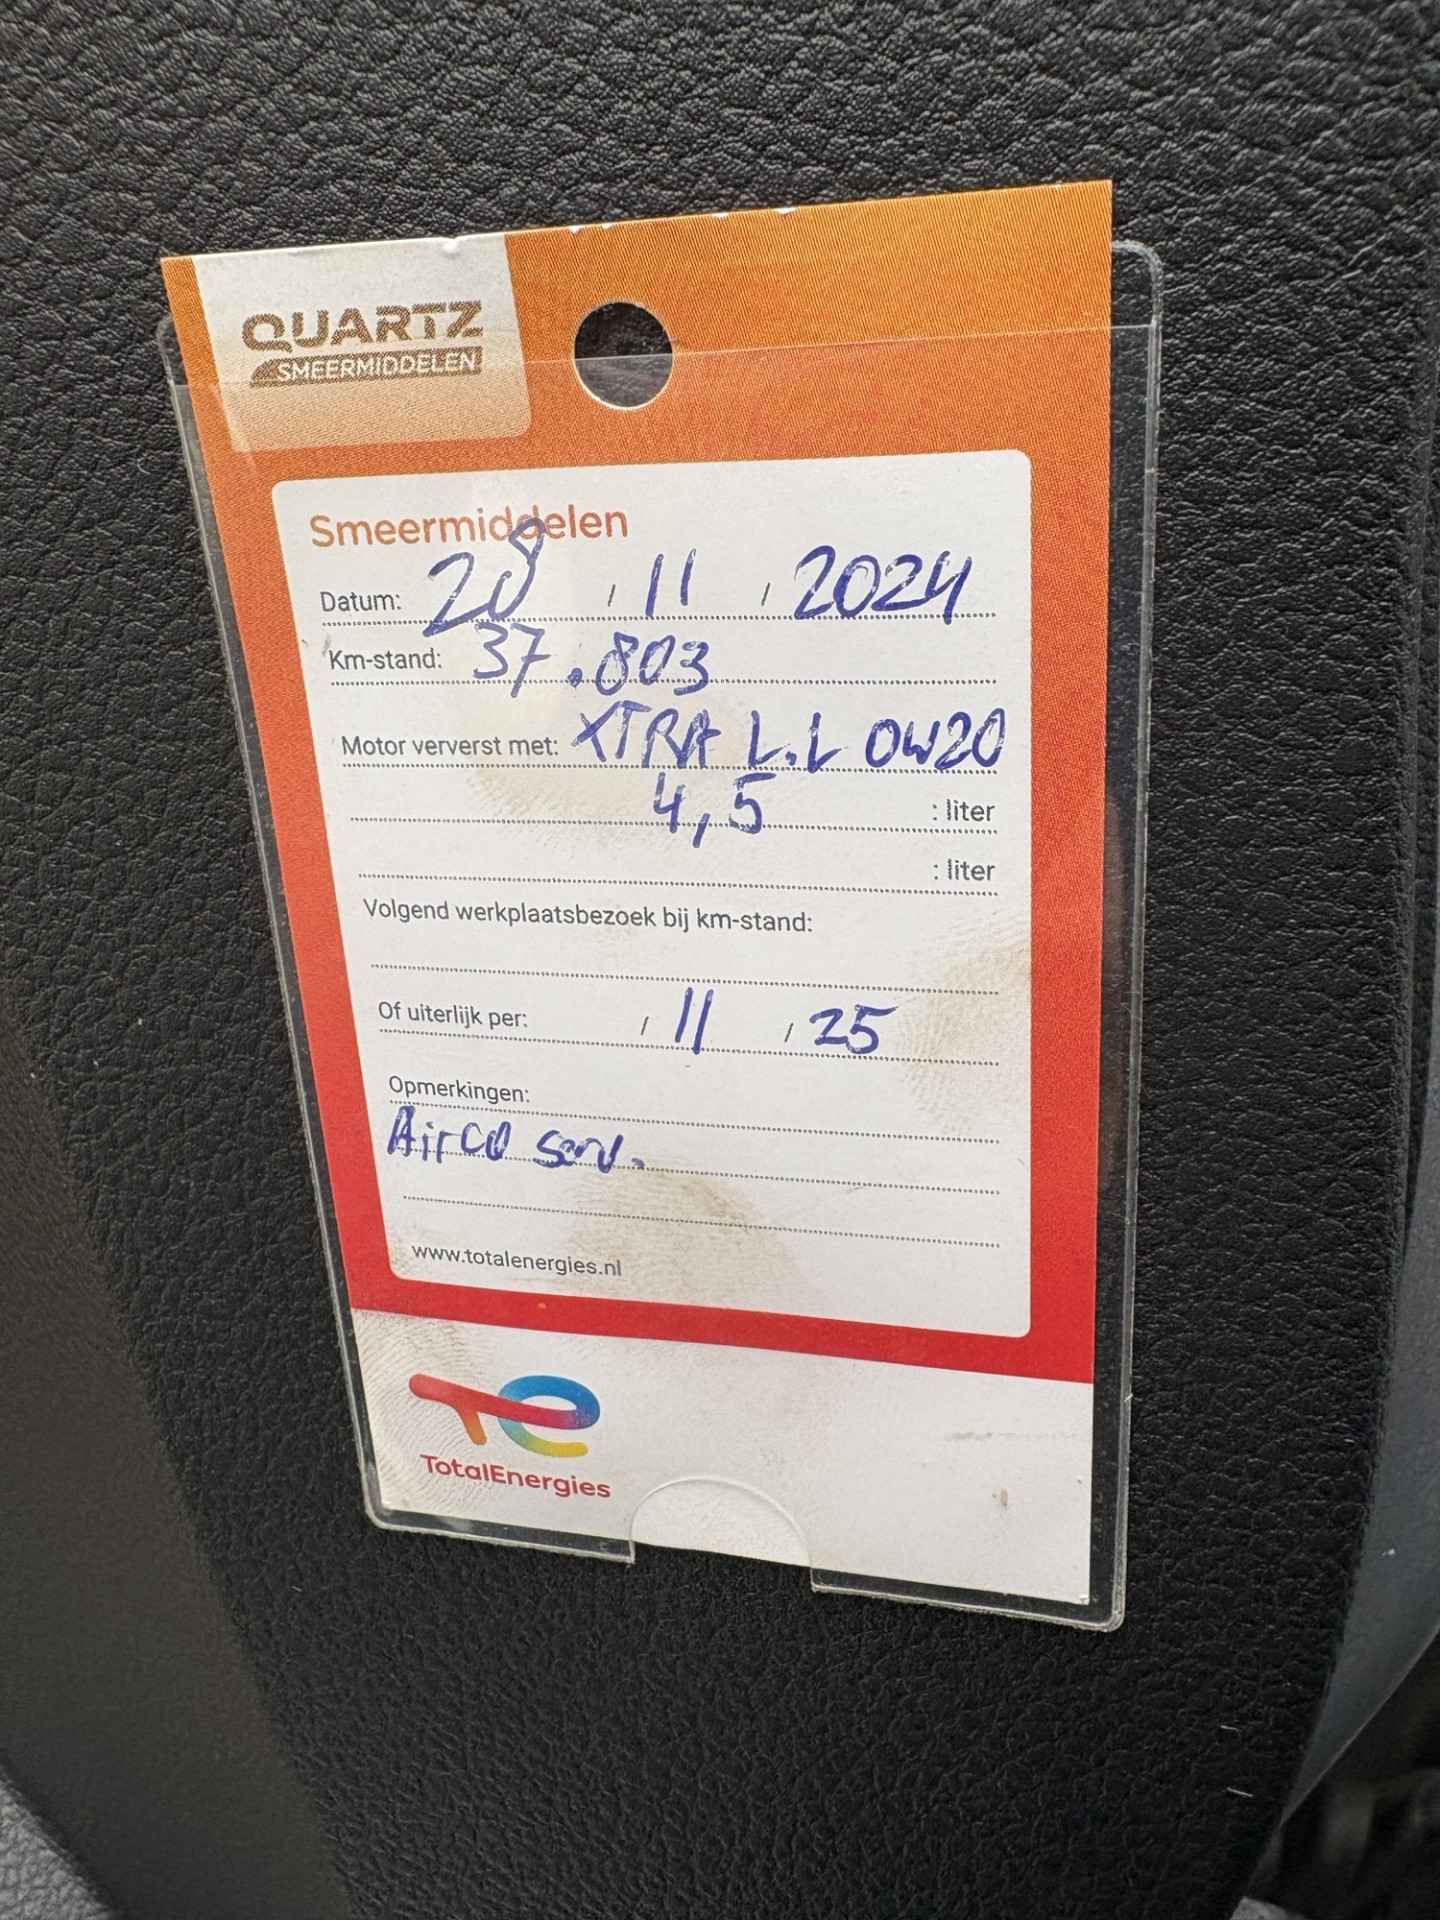 QUARTZ
SMEERMIDDELEN
Smeermiddelen
Datum: 28 / 11 / 2024
Km-stand: 37.803
Motor ververst met: XTRA L.L 0W20
4,5 : liter
: liter
Volgend werkplaatsbezoek bij km-stand:
Of uiterlijk per: / 11 / 25
Opmerkingen:
Airco serv.
www.totalenergies.nl
TotalEnergies